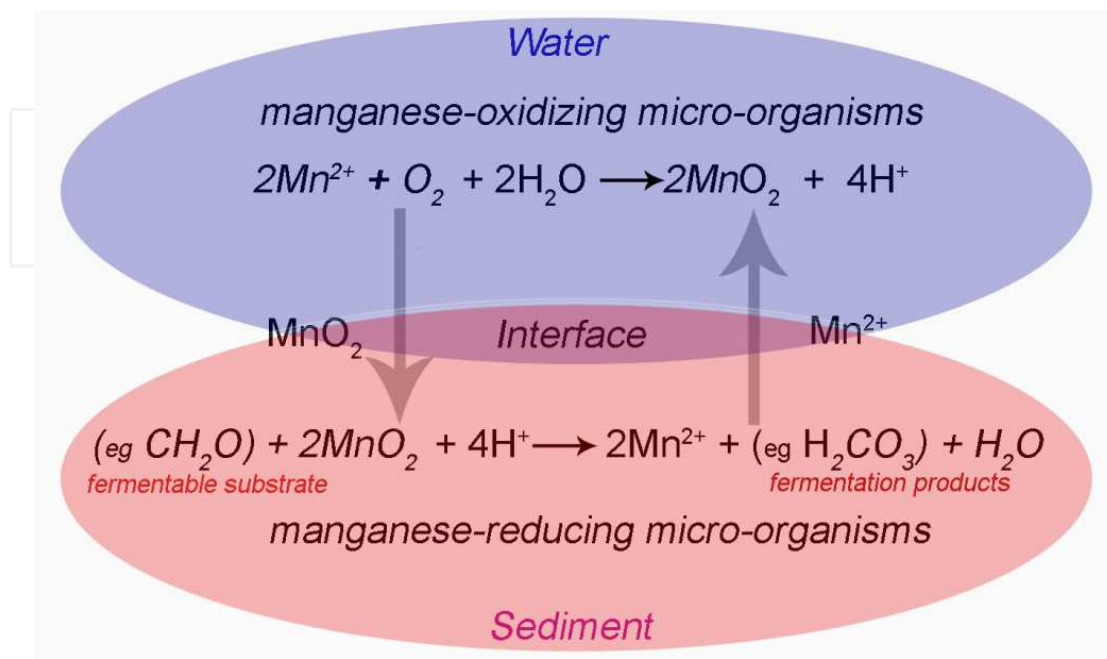 Water
manganese-oxidizing micro-organisms
2Mn²⁺ + O₂ + 2H₂O → 2MnO₂ + 4H⁺
MnO₂ Interface Mn²⁺
(eg CH₂O) + 2MnO₂ + 4H⁺ → 2Mn²⁺ + (eg H₂CO₃) + H₂O
fermentable substrate fermentation products
manganese-reducing micro-organisms
Sediment